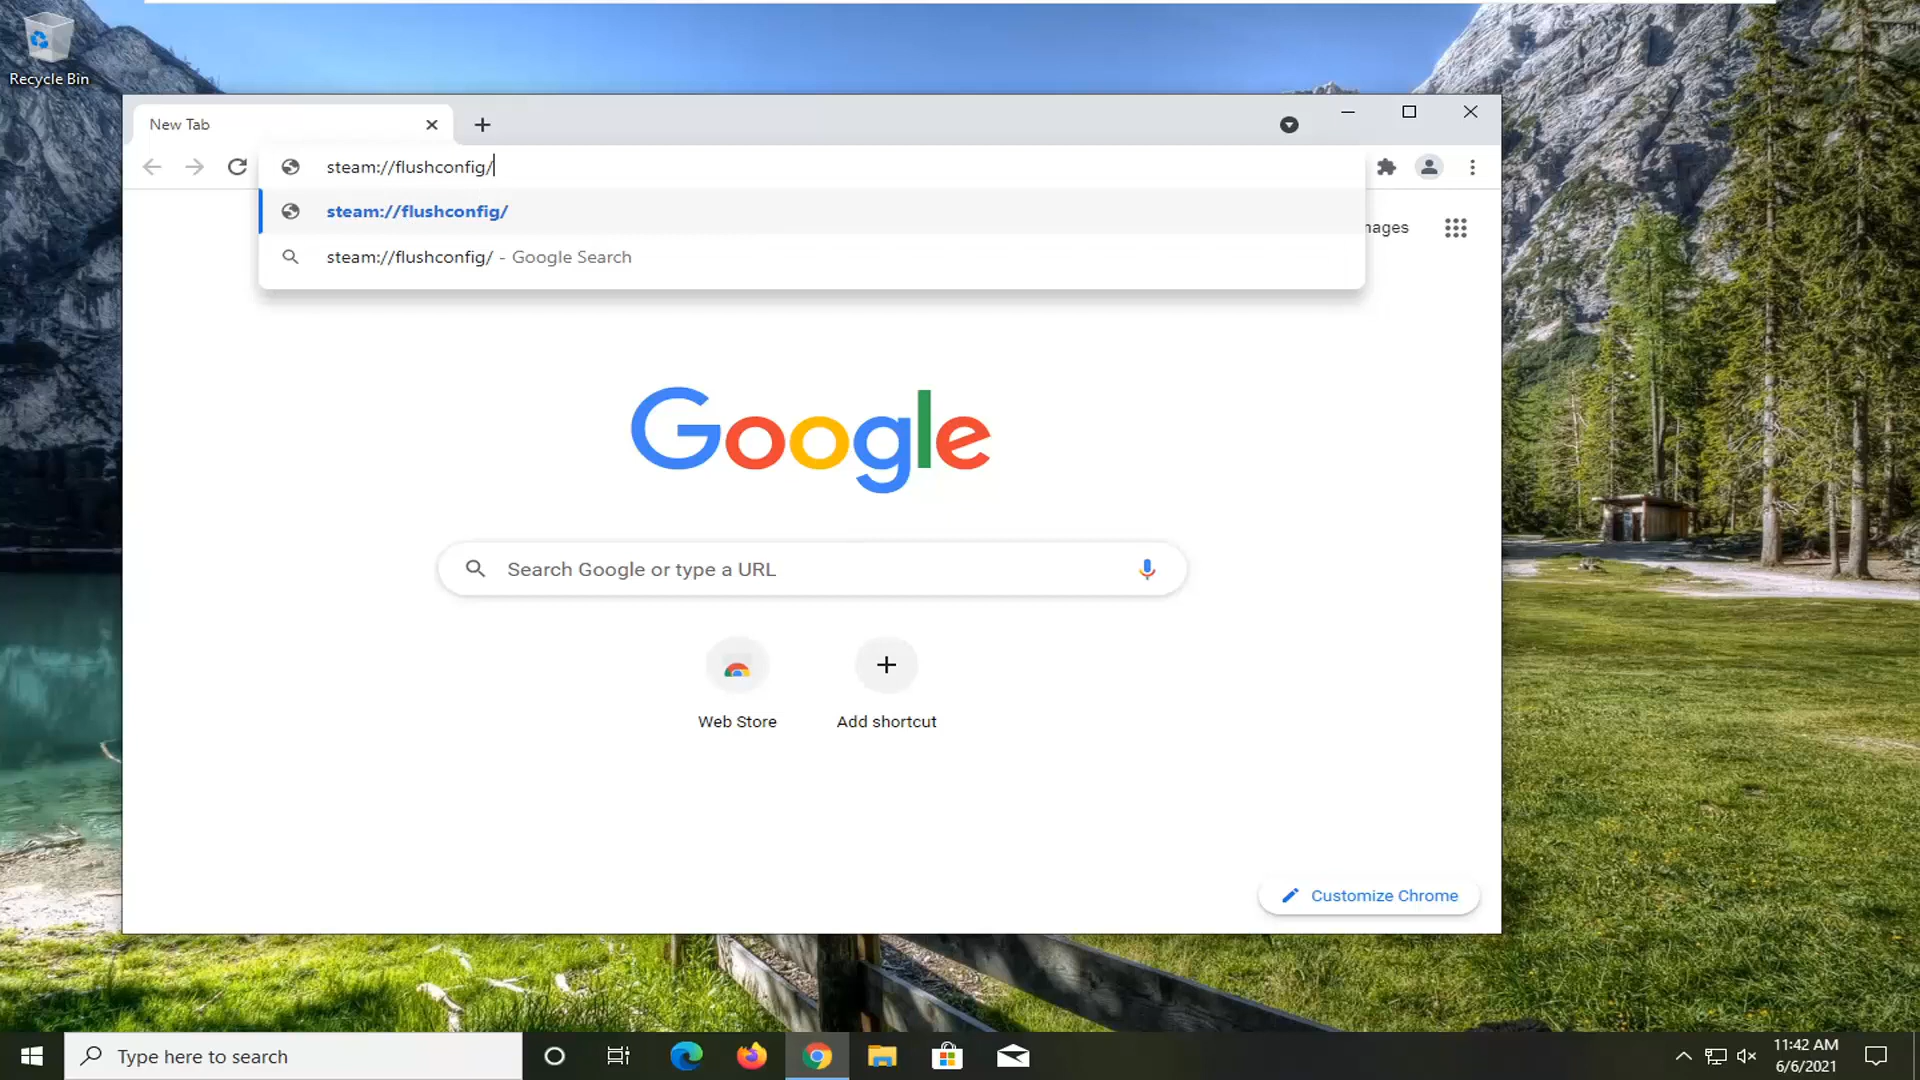 Recycle Bin
New Tab
steam://flushconfig/
steam://flushconfig/
steam://flushconfig/ - Google Search
Google
Search Google or type a URL
Web Store
Add shortcut
Customize Chrome
Type here to search
11:42 AM
6/6/2021